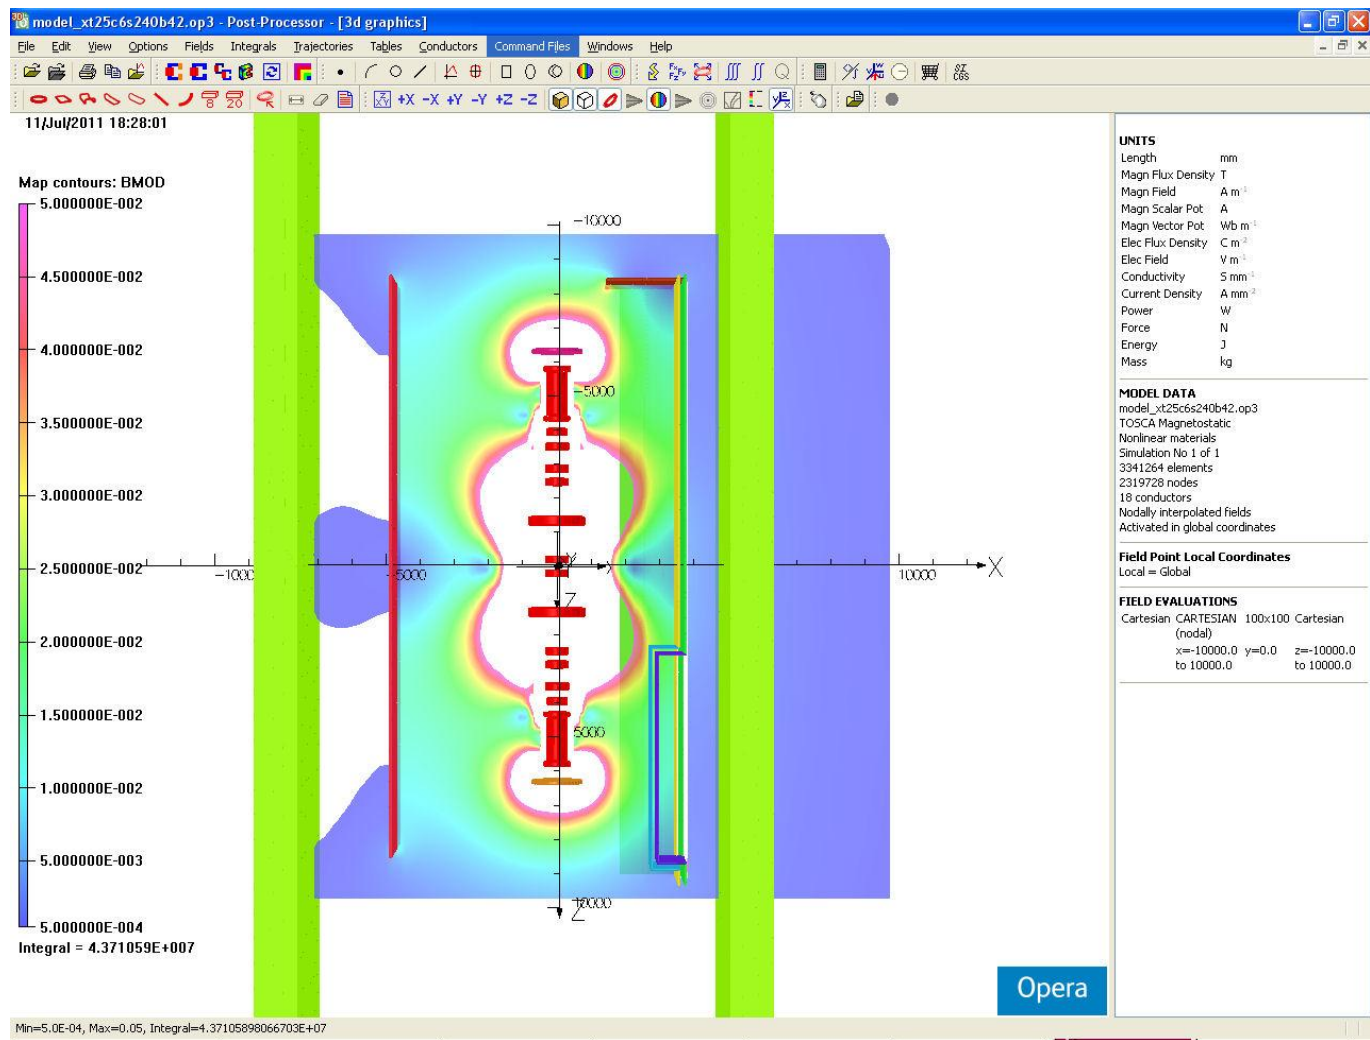 model_xt25c6s240b42.op3 - Post-Processor - [3d graphics]
File Edit View Options Fields Integrals Trajectories Tables Conductors Command Files Windows Help
+X -X +Y -Y +Z -Z
11/Jul/2011 18:28:01
Map contours: BMOD
5.000000E-002
4.500000E-002
4.000000E-002
3.500000E-002
3.000000E-002
2.500000E-002
2.000000E-002
1.500000E-002
1.000000E-002
5.000000E-003
5.000000E-004
Integral = 4.371059E+007
-10000
-5000
-5000
10000
X
Y
Z
5000
Z
Opera
UNITS
Length mm
Magn Flux Density T
Magn Field A m⁻¹
Magn Scalar Pot A
Magn Vector Pot Wb m⁻¹
Elec Flux Density C m⁻²
Elec Field V m⁻¹
Conductivity S mm⁻¹
Current Density A mm⁻²
Power W
Force N
Energy J
Mass kg
MODEL DATA
model_xt25c6s240b42.op3
TOSCA Magnetostatic
Nonlinear materials
Simulation No 1 of 1
3341264 elements
2319728 nodes
18 conductors
Nodally interpolated fields
Activated in global coordinates
Field Point Local Coordinates
Local = Global
FIELD EVALUATIONS
Cartesian CARTESIAN 100x100 Cartesian
(nodal)
x=-10000.0 y=0.0 z=-10000.0
to 10000.0 to 10000.0
Min=5.0E-04, Max=0.05, Integral=4.37105898066703E+07